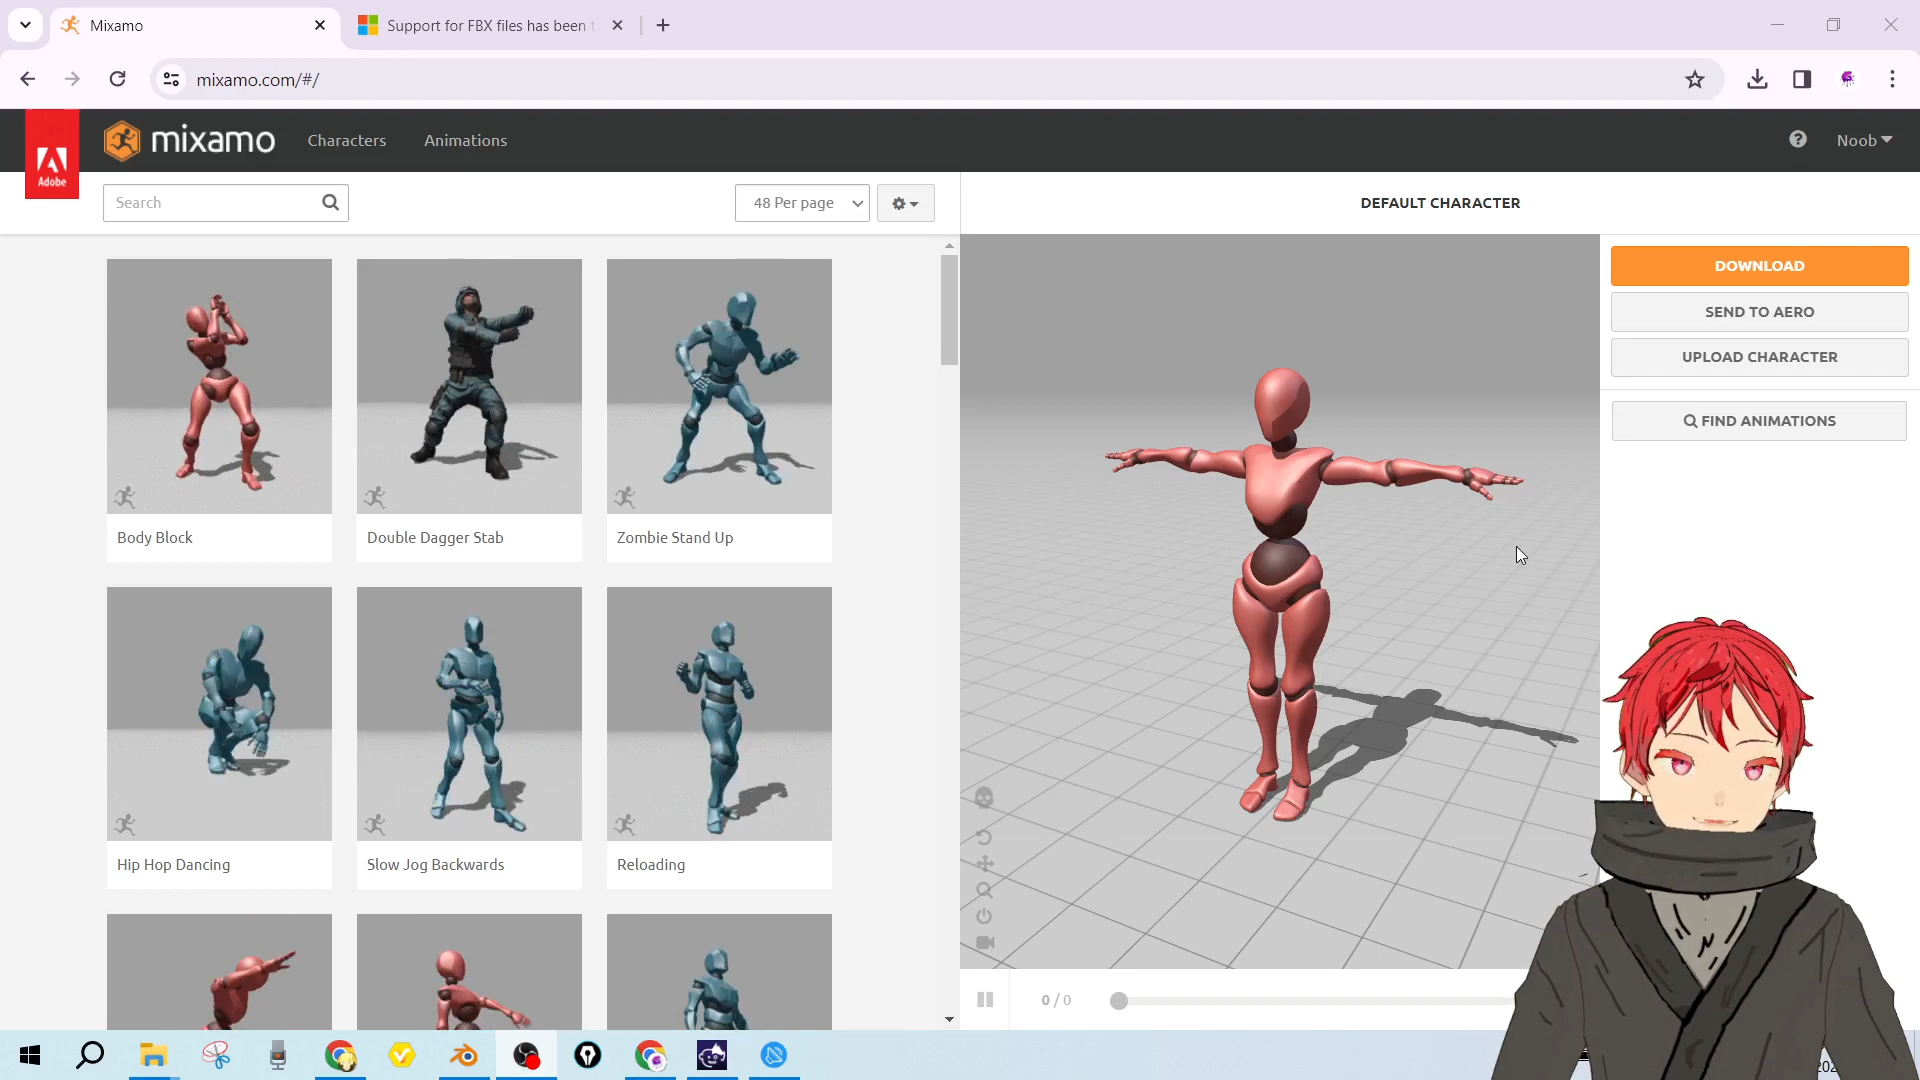 Mixamo
Support for FBX files has been t
mixamo.com/#/
Adobe
mixamo
Characters
Animations
Noob
Search
48 Per page
DEFAULT CHARACTER
DOWNLOAD
SEND TO AERO
UPLOAD CHARACTER
FIND ANIMATIONS
Body Block
Double Dagger Stab
Zombie Stand Up
Hip Hop Dancing
Slow Jog Backwards
Reloading
0 / 0